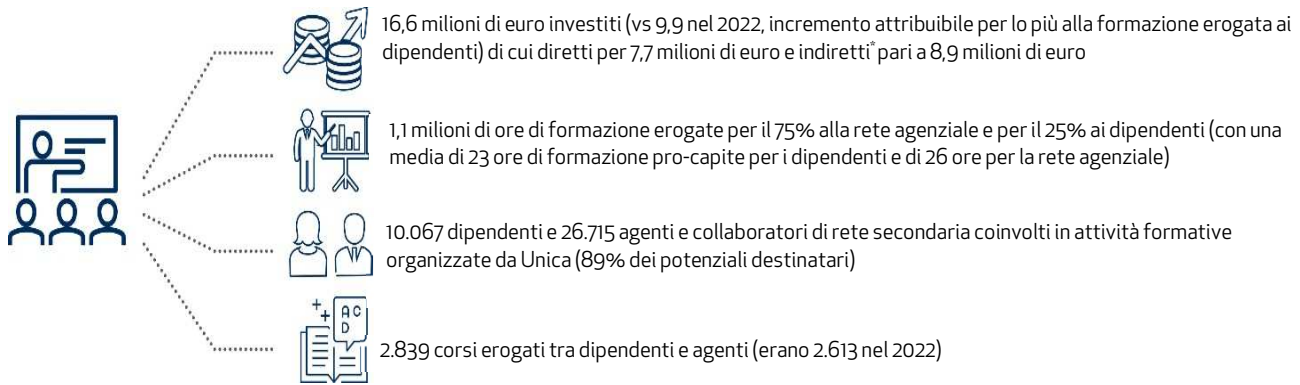 16,6 milioni di euro investiti (vs 9,9 nel 2022, incremento attribuibile per lo più alla formazione erogata ai
dipendenti) di cui diretti per 7,7 milioni di euro e indiretti* pari a 8,9 milioni di euro
1,1 milioni di ore di formazione erogate per il 75% alla rete agenziale e per il 25% ai dipendenti (con una
media di 23 ore di formazione pro-capite per i dipendenti e di 26 ore per la rete agenziale)
10.067 dipendenti e 26.715 agenti e collaboratori di rete secondaria coinvolti in attività formative
organizzate da Unica (89% dei potenziali destinatari)
A C
D
2.839 corsi erogati tra dipendenti e agenti (erano 2.613 nel 2022)